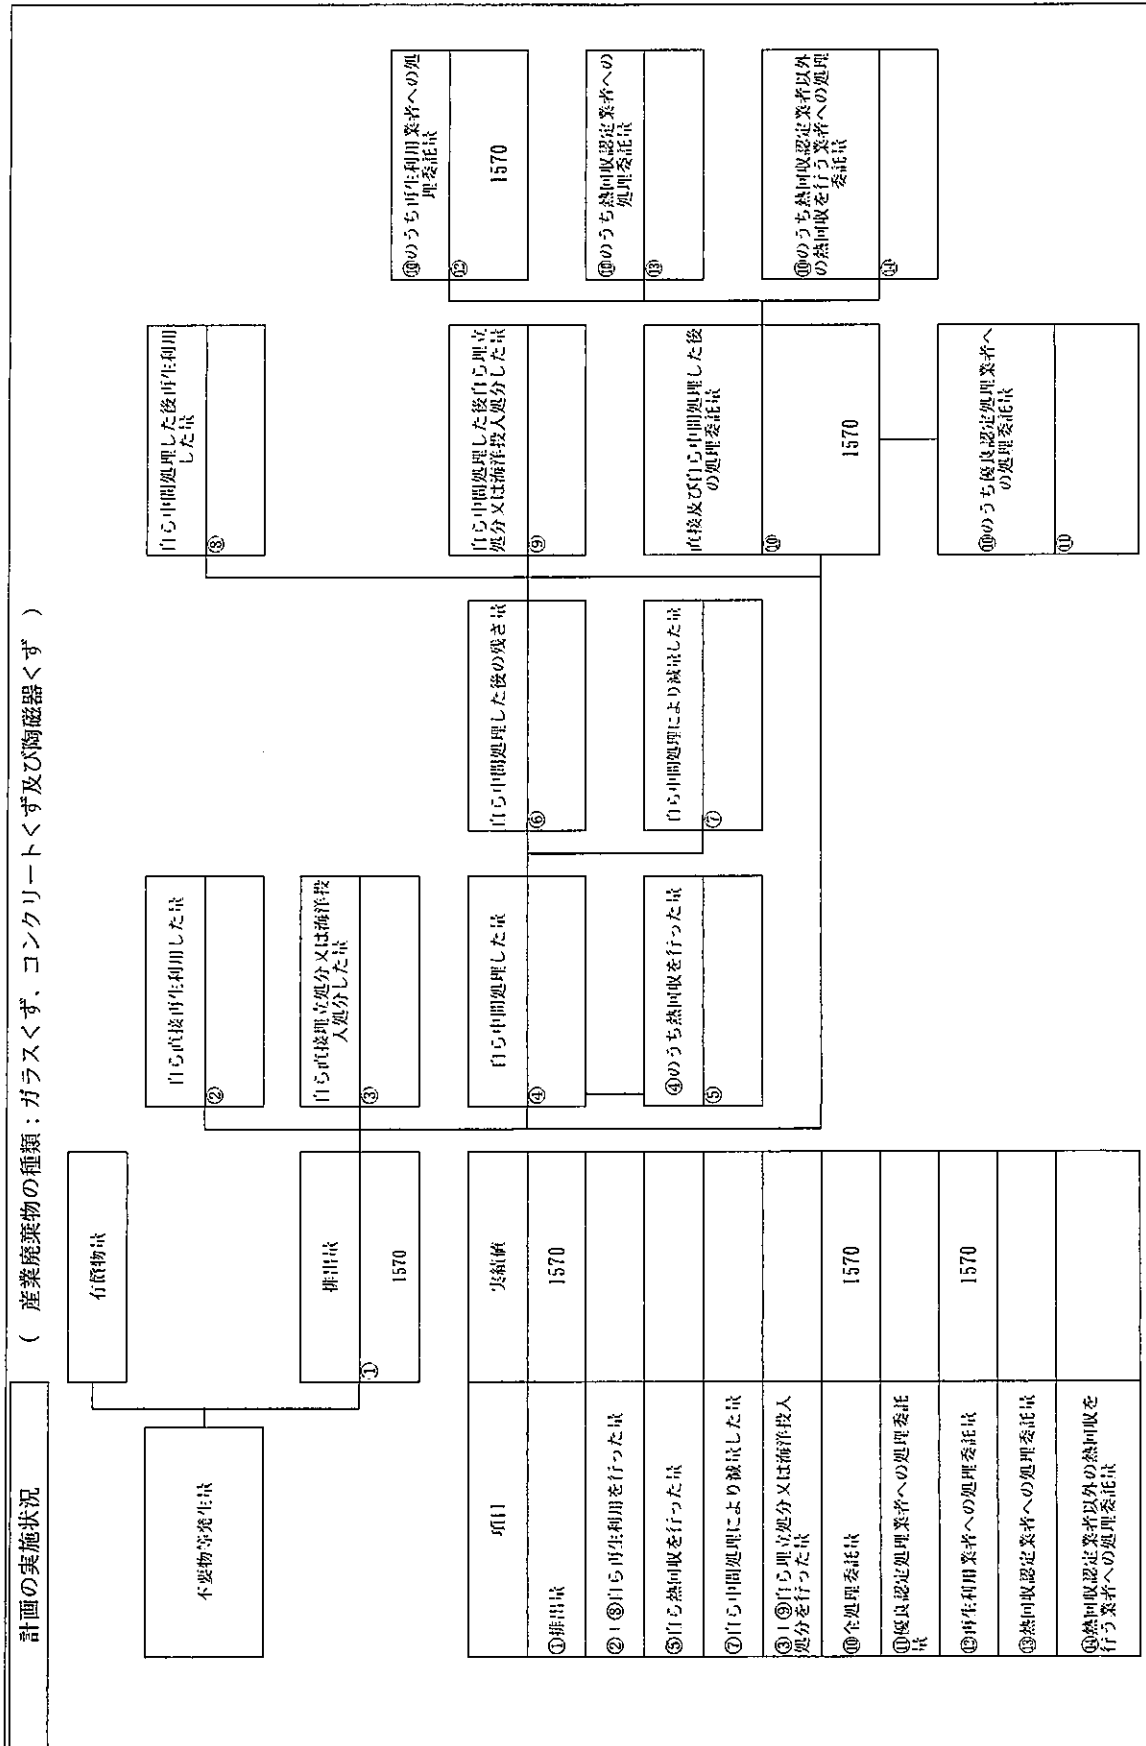 計画の実施状況
（ 産業廃棄物の種類：ガラスくず、コンクリートくず及び陶磁器くず ）
不要物等発生量
有償物量
排出量
①
1570
自ら直接再生利用した量
②
自ら直接埋立処分又は海洋投
入処分した量
③
自ら中間処理した量
④
④のうち熱回収を行った量
⑤
自ら中間処理した後の残さ量
⑥
自ら中間処理により減量した量
⑦
自ら中間処理した後再生利用
した量
⑧
自ら中間処理した後自ら埋立
処分又は海洋投入処分した量
⑨
直接及び自ら中間処理した後
の処理委託量
⑩
1570
⑩のうち優良認定処理業者へ
の処理委託量
⑪
⑩のうち再生利用業者への処
理委託量
⑫
1570
⑩のうち熱回収認定業者への
処理委託量
⑬
⑩のうち熱回収認定業者以外
の熱回収を行う業者への処理
委託量
⑭
項目
実績値
①排出量
1570
②+⑧自ら再生利用を行った量
⑤自ら熱回収を行った量
⑦自ら中間処理により減量した量
③+⑨自ら埋立処分又は海洋投入
処分を行った量
⑩全処理委託量
1570
⑪優良認定処理業者への処理委託
量
⑫再生利用業者への処理委託量
1570
⑬熱回収認定業者への処理委託量
⑭熱回収認定業者以外の熱回収を
行う業者への処理委託量